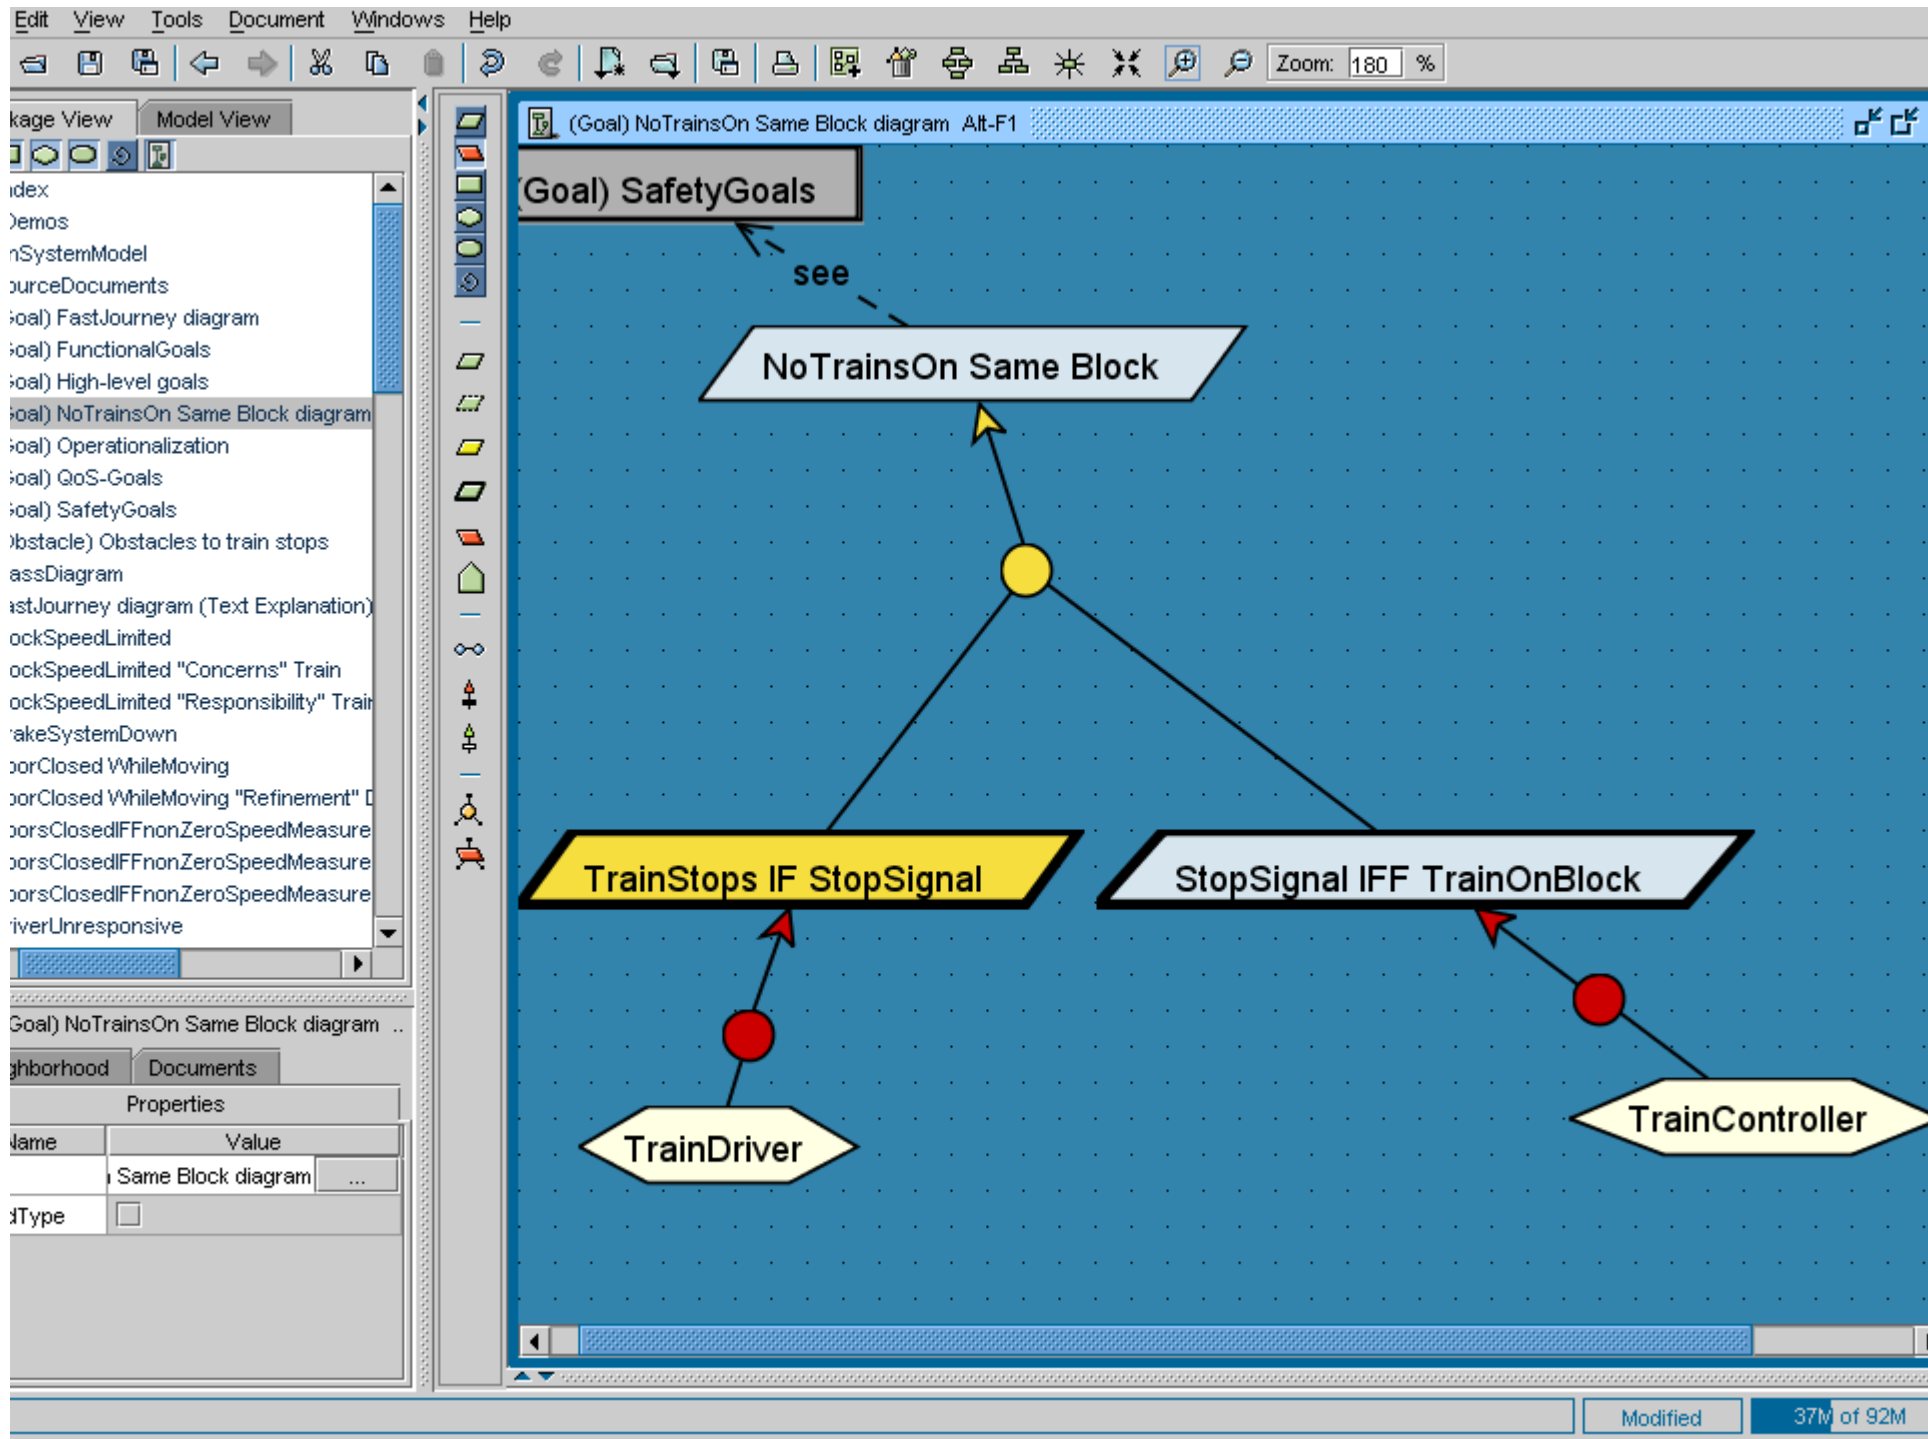 Edit View Tools Document Windows Help
Zoom: 180 %
kage View Model View
(Goal) NoTrainsOn Same Block diagram Alt-F1
ndex
Demos
nSystemModel
ourceDocuments
oal) FastJourney diagram
oal) FunctionalGoals
oal) High-level goals
oal) NoTrainsOn Same Block diagram
oal) Operationalization
oal) QoS-Goals
oal) SafetyGoals
Obstacle) Obstacles to train stops
assDiagram
astJourney diagram (Text Explanation)
ockSpeedLimited
ockSpeedLimited "Concerns" Train
ockSpeedLimited "Responsibility" Train
rakeSystemDown
oorClosed WhileMoving
oorClosed WhileMoving "Refinement" D
oorsClosedIFFnonZeroSpeedMeasure
oorsClosedIFFnonZeroSpeedMeasure
oorsClosedIFFnonZeroSpeedMeasure
riverUnresponsive
Goal) NoTrainsOn Same Block diagram ..
ghborhood Documents
Properties
Name Value
Same Block diagram ...
dType
(Goal) SafetyGoals
see
NoTrainsOn Same Block
TrainStops IF StopSignal
StopSignal IFF TrainOnBlock
TrainDriver
TrainController
Modified 37M of 92M